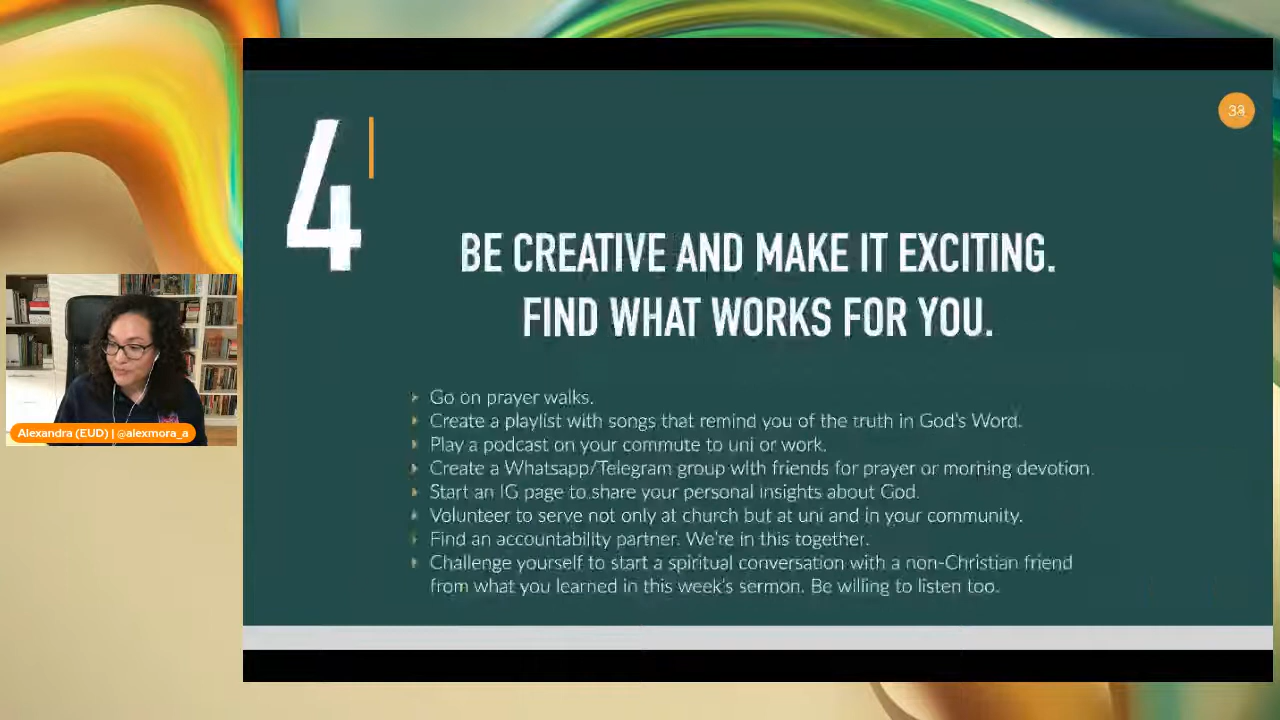 4
BE CREATIVE AND MAKE IT EXCITING.
FIND WHAT WORKS FOR YOU.
Go on prayer walks.
Create a playlist with songs that remind you of the truth in God's Word.
Play a podcast on your commute to uni or work.
Create a Whatsapp/Telegram group with friends for prayer or morning devotion.
Start an IG page to share your personal insights about God.
Volunteer to serve not only at church but at uni and in your community.
Find an accountability partner. We're in this together.
Challenge yourself to start a spiritual conversation with a non-Christian friend
from what you learned in this week's sermon. Be willing to listen too.
Alexandra (EUD) | @alexmora_a